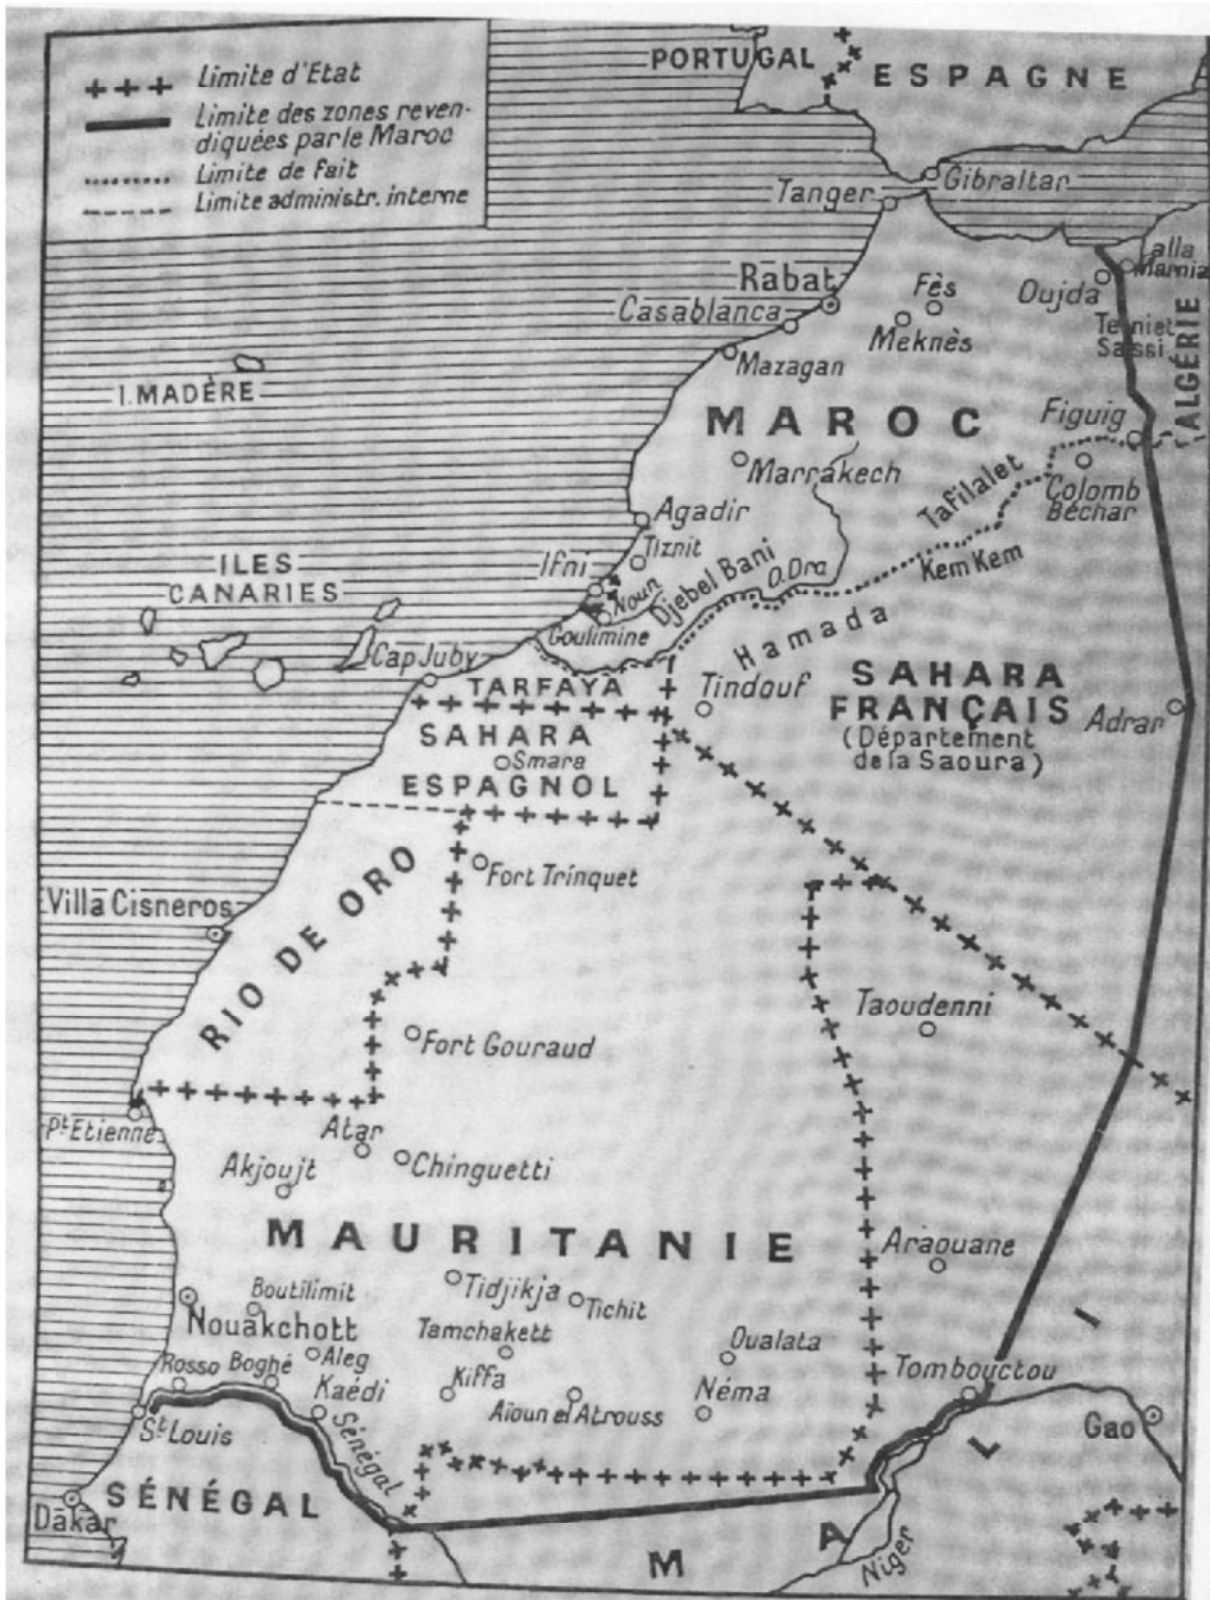 Limite d'Etat
Limite des zones reven-
diquées par le Maroc
Limite de fait
Limite administr. interne
PORTUGAL
ESPAGNE
Gibraltar
Tanger
Lalla
Marnia
Rabat
Fès
Oujda
Casablanca
Meknès
Teniet
Sassi
Mazagan
ALGÉRIE
I. MADÈRE
MAROC
Figuig
Marrakech
Tafilalet
Colomb
Béchar
Agadir
Tiznit
Ifni
ILES
CANARIES
Noun
Djebel Bani
O. Dra
Kem Kem
Goulimine
Hamada
Cap Juby
TARFAYA
Tindouf
SAHARA
FRANÇAIS
(Département
de la Saoura)
Adrar
SAHARA
Smara
ESPAGNOL
Fort Trinquet
Villa Cisneros
RIO DE ORO
Taoudenni
Fort Gouraud
Pt Etienne
Atar
Akjoujt
Chinguetti
MAURITANIE
Araouane
Tidjikja
Tichit
Boutilimit
Nouakchott
Tamchakett
Oualata
Aleg
Rosso
Boghé
Kaédi
Kiffa
Aïoun el Atrouss
Néma
Tombouctou
Gao
St Louis
Sénégal
SÉNÉGAL
Dakar
MALI
Niger